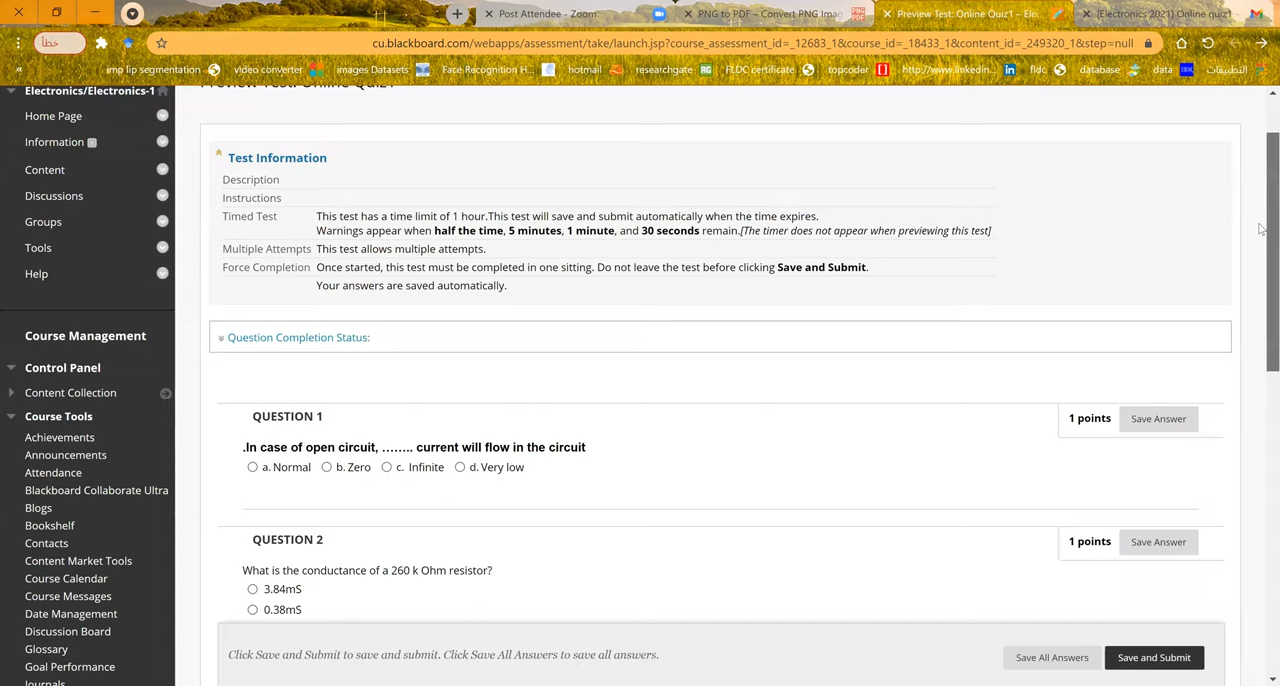 Post Attendee - Zoom
PNG to PDF – Convert PNG Imag
Preview Test: Online Quiz1 – Ele
[Electronics 2021] Online quiz1 -
خطأ
cu.blackboard.com/webapps/assessment/take/launch.jsp?course_assessment_id=_12683_1&course_id=_18433_1&content_id=_249320_1&step=null
« imp lip segmentation video converter images Datasets Face Recognition H... hotmail researchgate FLDC certificate topcoder http://www.linkedin... fldc database data التطبيقات
Electronics/Electronics-1
Home Page
Information
Content
Discussions
Groups
Tools
Help
Course Management
Control Panel
Content Collection
Course Tools
Achievements
Announcements
Attendance
Blackboard Collaborate Ultra
Blogs
Bookshelf
Contacts
Content Market Tools
Course Calendar
Course Messages
Date Management
Discussion Board
Glossary
Goal Performance
Journals
Preview Test: Online Quiz1
Test Information
Description
Instructions
Timed Test This test has a time limit of 1 hour.This test will save and submit automatically when the time expires.
Warnings appear when half the time, 5 minutes, 1 minute, and 30 seconds remain.[The timer does not appear when previewing this test]
Multiple Attempts This test allows multiple attempts.
Force Completion Once started, this test must be completed in one sitting. Do not leave the test before clicking Save and Submit.
Your answers are saved automatically.
Question Completion Status:
QUESTION 1
1 points Save Answer
.In case of open circuit, …….. current will flow in the circuit
a. Normal b. Zero c. Infinite d. Very low
QUESTION 2
1 points Save Answer
What is the conductance of a 260 k Ohm resistor?
3.84mS
0.38mS
Click Save and Submit to save and submit. Click Save All Answers to save all answers.
Save All Answers Save and Submit